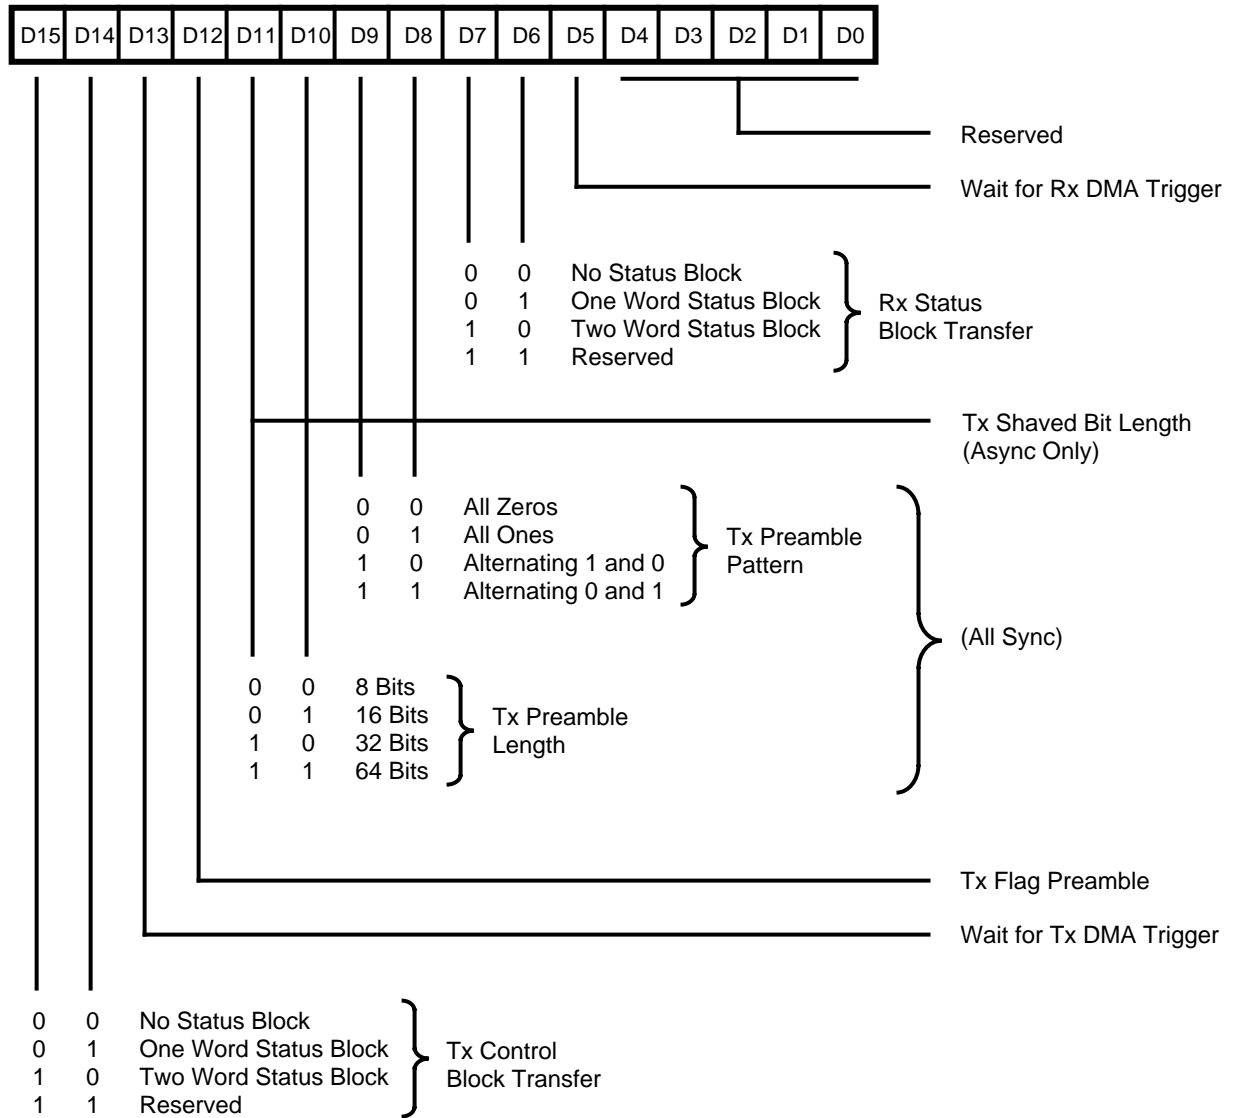 D15 D14 D13 D12 D11 D10 D9 D8 D7 D6 D5 D4 D3 D2 D1 D0
Reserved
Wait for Rx DMA Trigger
0 0 No Status Block
0 1 One Word Status Block
1 0 Two Word Status Block
1 1 Reserved
Rx Status
Block Transfer
Tx Shaved Bit Length
(Async Only)
0 0 All Zeros
0 1 All Ones
1 0 Alternating 1 and 0
1 1 Alternating 0 and 1
Tx Preamble
Pattern
(All Sync)
0 0 8 Bits
0 1 16 Bits
1 0 32 Bits
1 1 64 Bits
Tx Preamble
Length
Tx Flag Preamble
Wait for Tx DMA Trigger
0 0 No Status Block
0 1 One Word Status Block
1 0 Two Word Status Block
1 1 Reserved
Tx Control
Block Transfer